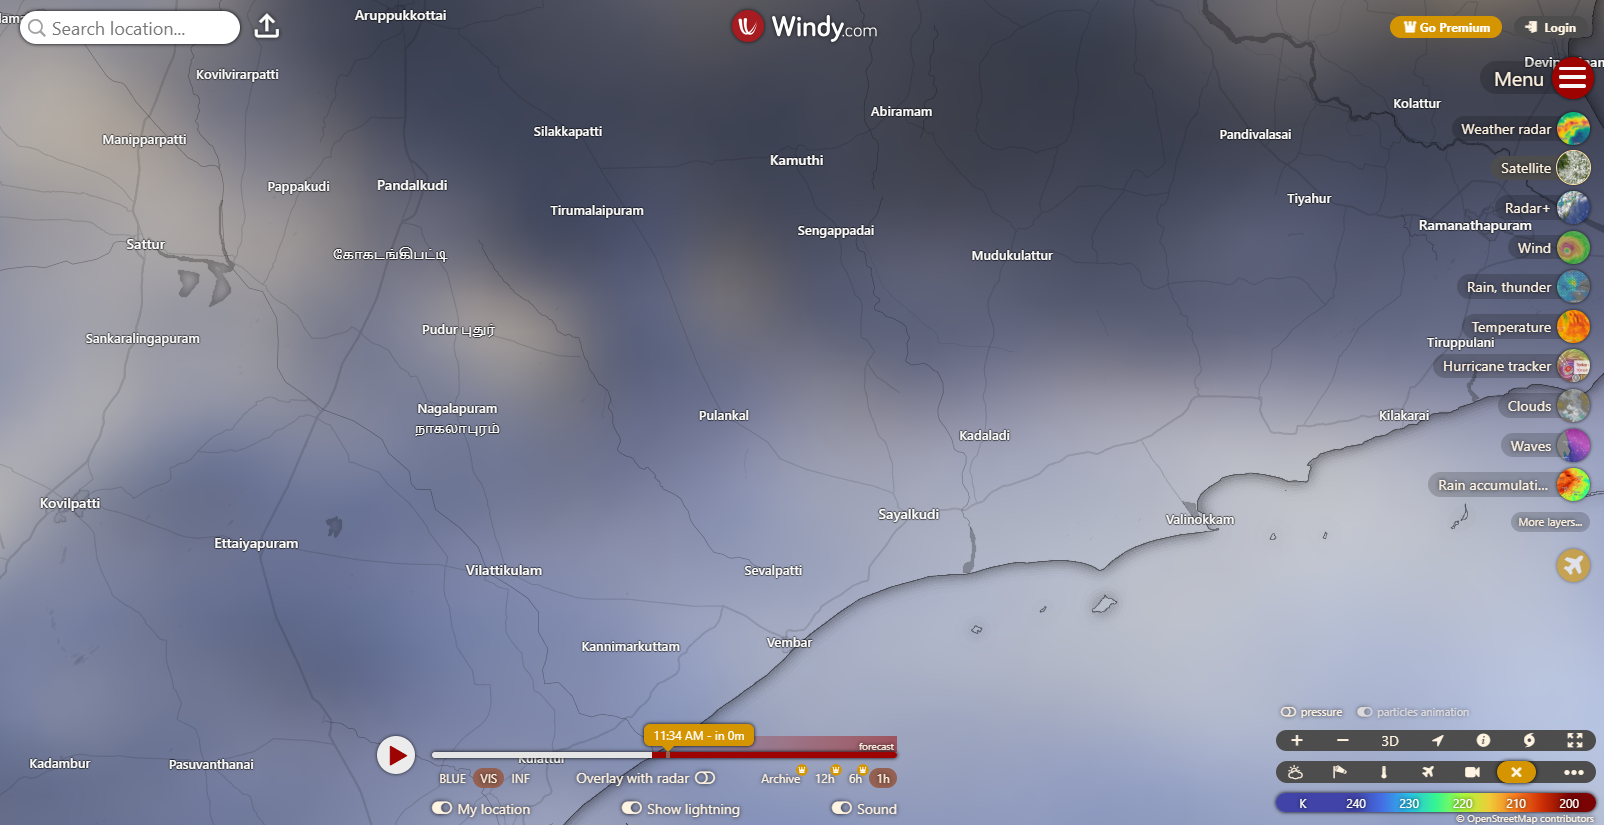 Search location...
Windy.com
Go Premium
Login
Menu
Weather radar
Satellite
Radar+
Wind
Rain, thunder
Temperature
Hurricane tracker
Clouds
Waves
Rain accumulati...
More layers...
Aruppukkottai
Kovilvirarpatti
Manipparpatti
Silakkapatti
Abiramam
Kolattur
Pandivalasai
Kamuthi
Pappakudi
Pandalkudi
Tirumalaipuram
Tiyahur
Ramanathapuram
Sengappadai
Sattur
கோகடங்கிபட்டி
Mudukulattur
Pudur புதுர்
Sankaralingapuram
Tiruppulani
Nagalapuram
நாகலாபுரம்
Pulankal
Kilakarai
Kadaladi
Kovilpatti
Sayalkudi
Valinokkam
Ettaiyapuram
Vilattikulam
Sevalpatti
Kannimarkuttam
Vembar
Kadambur
Pasuvanthanai
Kulattur
11:34 AM - in 0m
forecast
BLUE VIS INF
Overlay with radar
Archive 12h 6h 1h
My location
Show lightning
Sound
pressure
particles animation
3D
K 240 230 220 210 200
© OpenStreetMap contributors